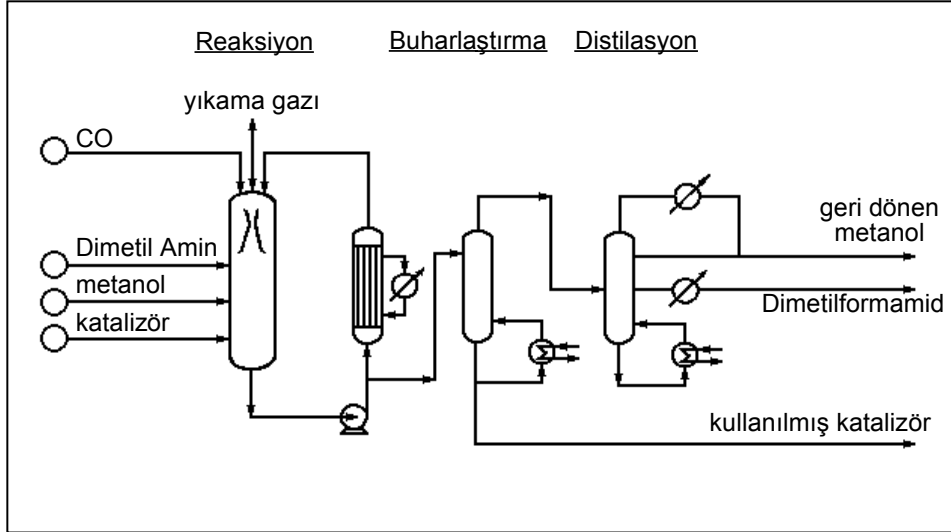 Reaksiyon
Buharlaştırma
Distilasyon
yıkama gazı
CO
Dimetil Amin
metanol
katalizör
geri dönen
metanol
Dimetilformamid
kullanılmış katalizör